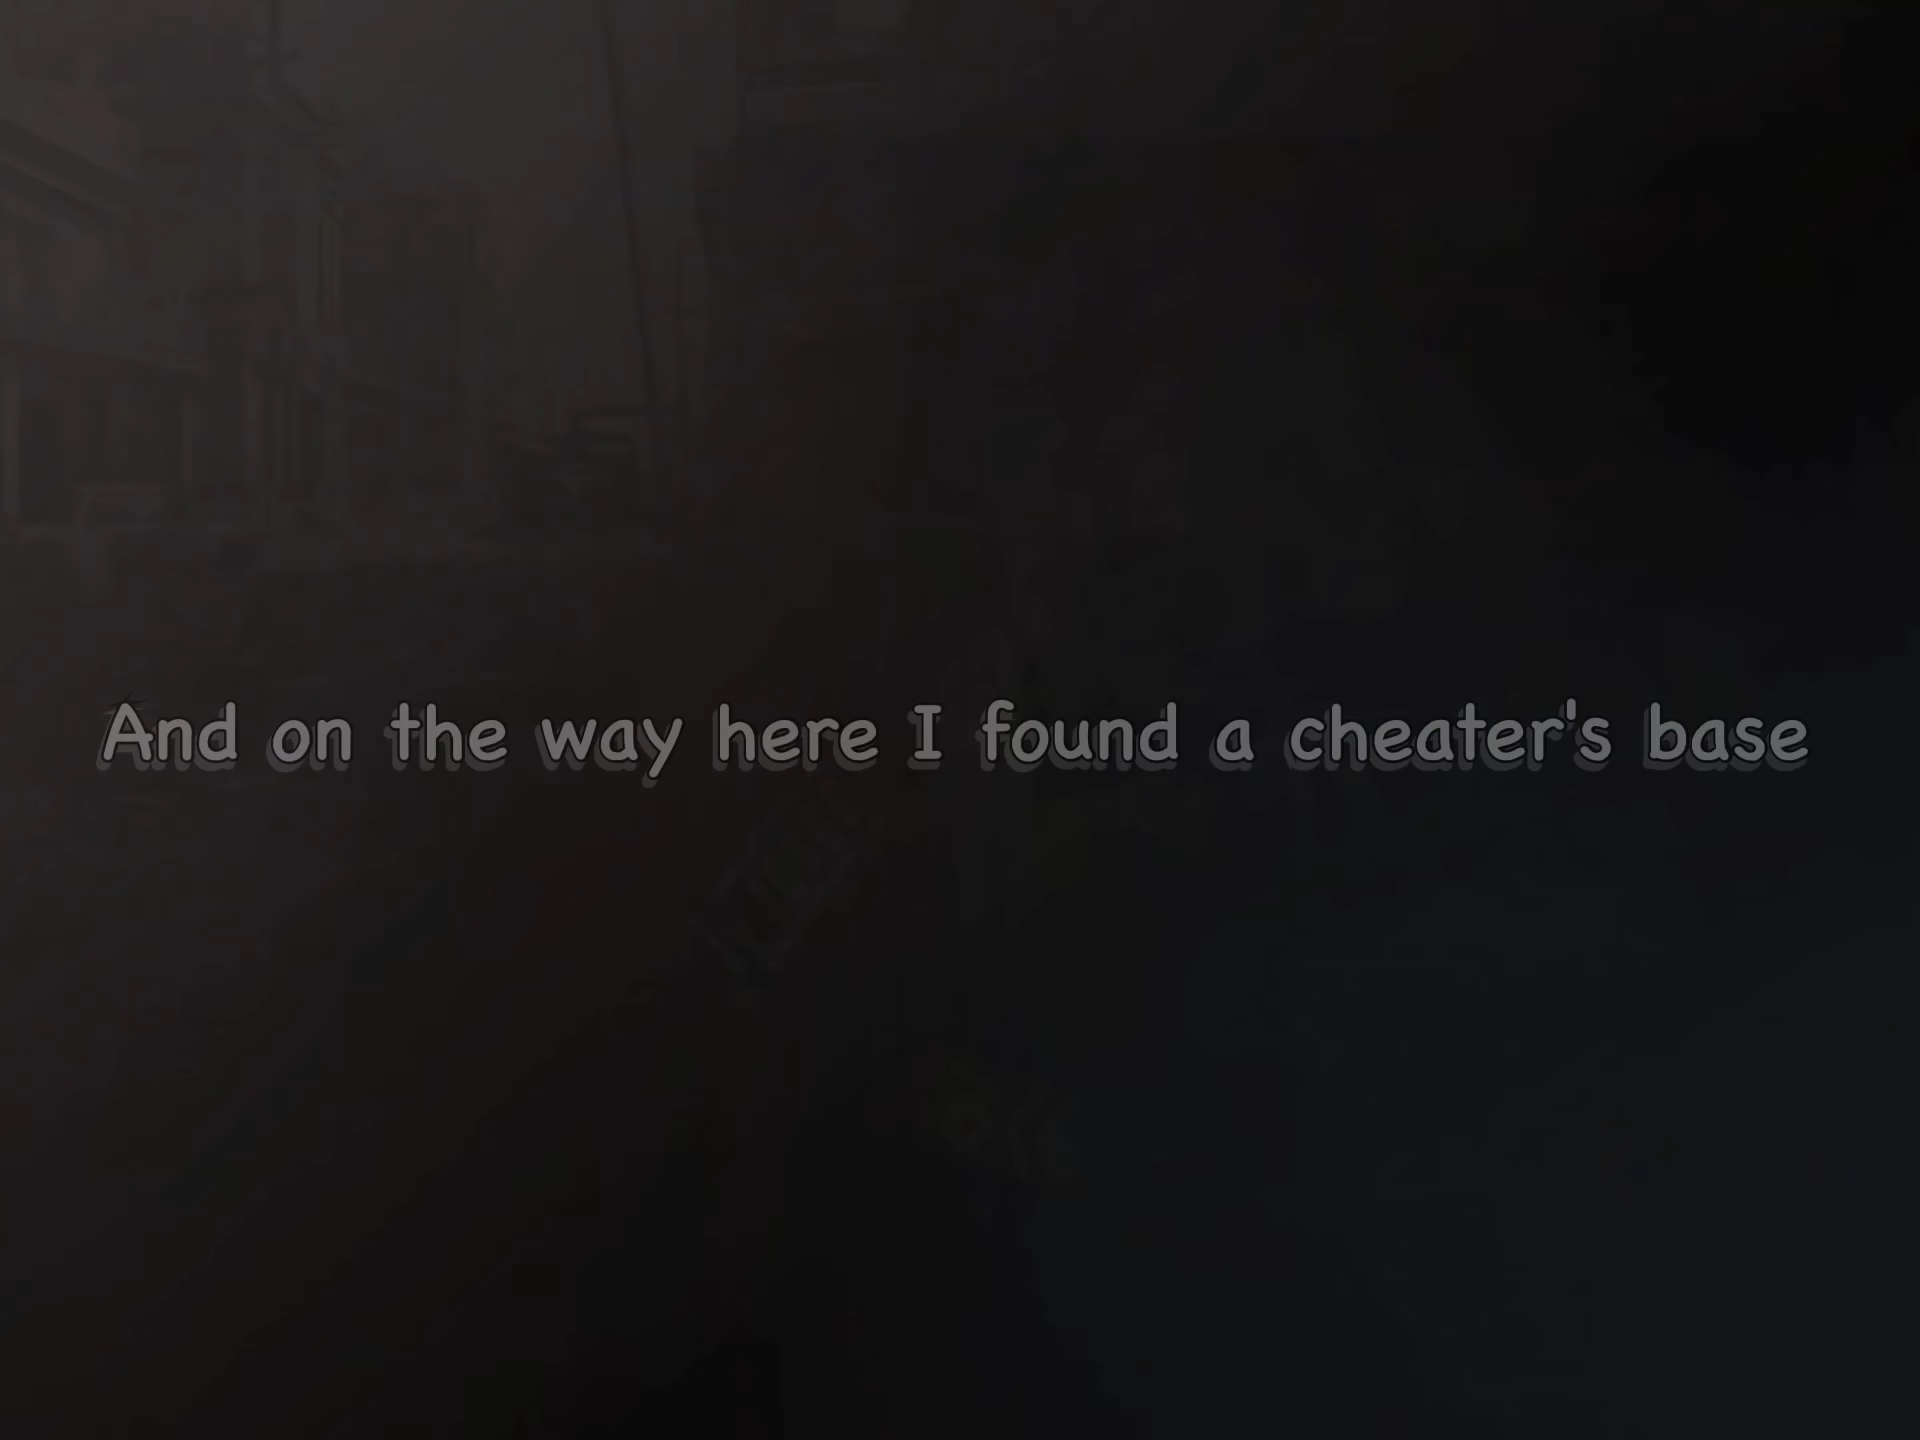 And on the way here I found a cheater's base